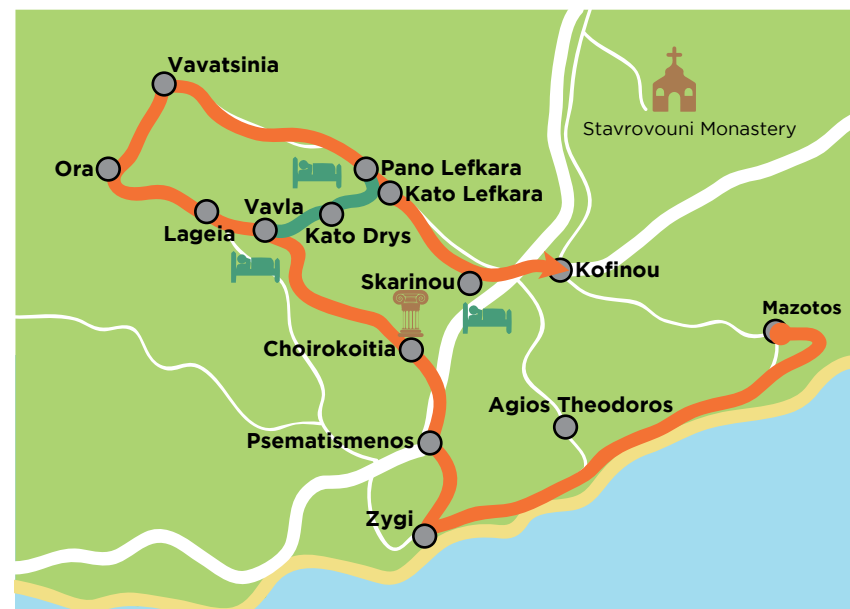 Vavatsinia
Stavrovouni Monastery
Ora
Pano Lefkara
Kato Lefkara
Vavla
Lageia
Kato Drys
Skarinou
Kofinou
Mazotos
Choirokoitia
Agios Theodoros
Psematismenos
Zygi